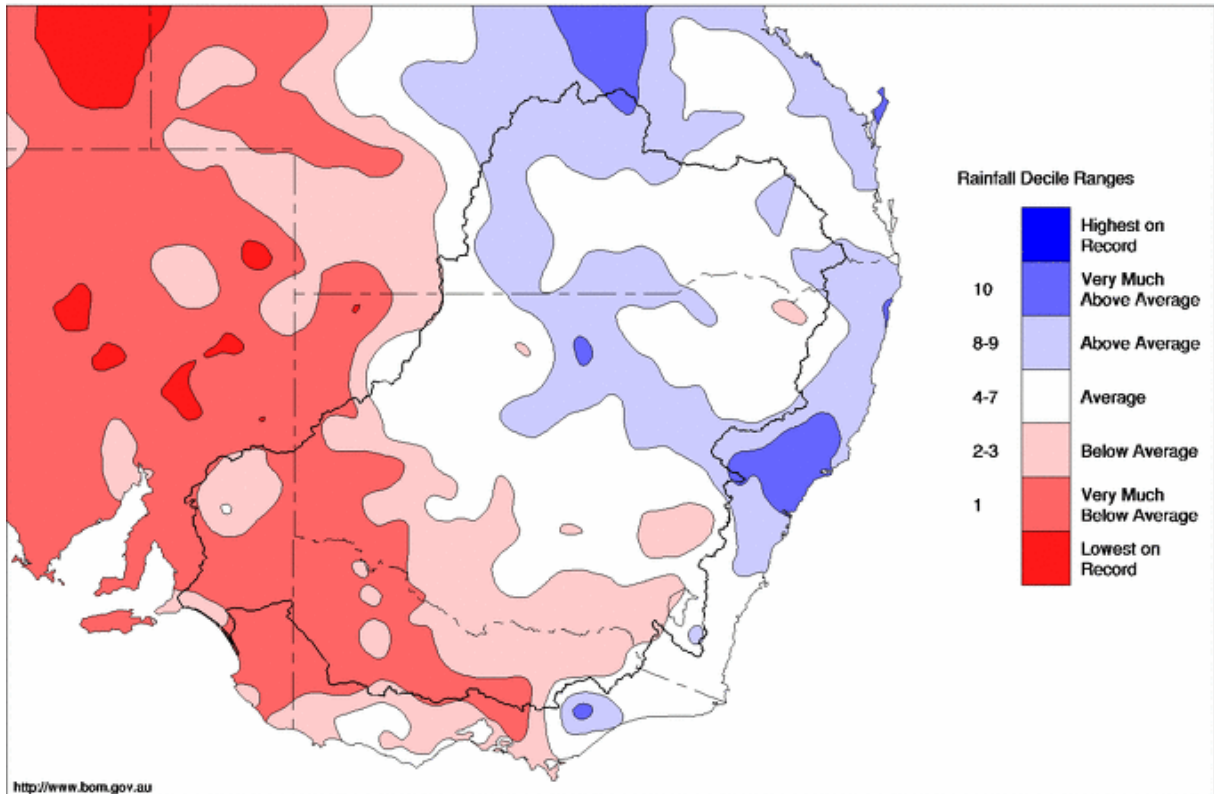 Rainfall Decile Ranges
Highest on
Record
10
Very Much
Above Average
8-9
Above Average
4-7
Average
2-3
Below Average
1
Very Much
Below Average
Lowest on
Record
http://www.bom.gov.au